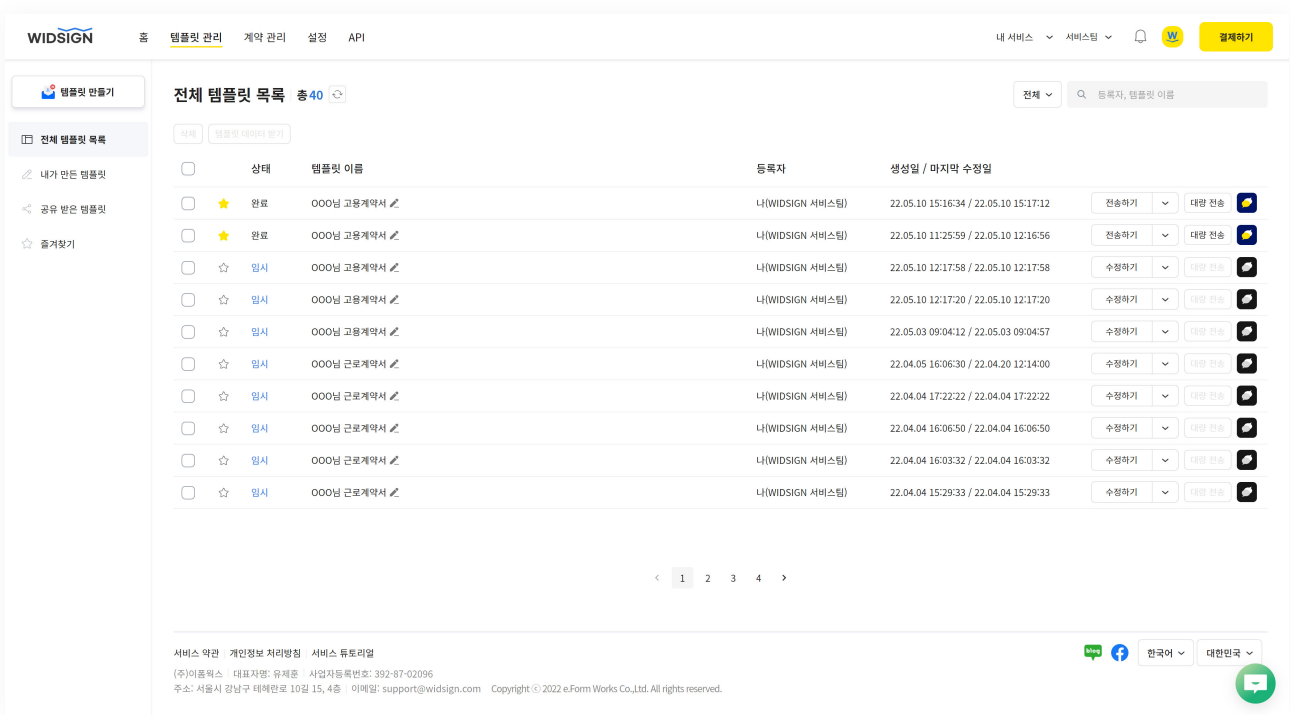 WIDSIGN 홈 템플릿 관리 계약 관리 설정 API 내 서비스 서비스팀 W 결제하기
템플릿 만들기
전체 템플릿 목록
내가 만든 템플릿
공유 받은 템플릿
즐겨찾기
전체 템플릿 목록 총40 전체 등록자, 템플릿 이름
삭제 템플릿 데이터 받기
상태 템플릿 이름 등록자 생성일 / 마지막 수정일
완료 OOO님 고용계약서 나(WIDSIGN 서비스팀) 22.05.10 15:16:34 / 22.05.10 15:17:12 전송하기 대량 전송
완료 OOO님 고용계약서 나(WIDSIGN 서비스팀) 22.05.10 11:25:59 / 22.05.10 12:16:56 전송하기 대량 전송
임시 OOO님 고용계약서 나(WIDSIGN 서비스팀) 22.05.10 12:17:58 / 22.05.10 12:17:58 수정하기 대량 전송
임시 OOO님 고용계약서 나(WIDSIGN 서비스팀) 22.05.10 12:17:20 / 22.05.10 12:17:20 수정하기 대량 전송
임시 OOO님 고용계약서 나(WIDSIGN 서비스팀) 22.05.03 09:04:12 / 22.05.03 09:04:57 수정하기 대량 전송
임시 OOO님 근로계약서 나(WIDSIGN 서비스팀) 22.04.05 16:06:30 / 22.04.20 12:14:00 수정하기 대량 전송
임시 OOO님 근로계약서 나(WIDSIGN 서비스팀) 22.04.04 17:22:22 / 22.04.04 17:22:22 수정하기 대량 전송
임시 OOO님 근로계약서 나(WIDSIGN 서비스팀) 22.04.04 16:06:50 / 22.04.04 16:06:50 수정하기 대량 전송
임시 OOO님 근로계약서 나(WIDSIGN 서비스팀) 22.04.04 16:03:32 / 22.04.04 16:03:32 수정하기 대량 전송
임시 OOO님 근로계약서 나(WIDSIGN 서비스팀) 22.04.04 15:29:33 / 22.04.04 15:29:33 수정하기 대량 전송
1 2 3 4
서비스 약관 개인정보 처리방침 서비스 튜토리얼 blog 한국어 대한민국
(주)이폼웍스 대표자명: 유제훈 사업자등록번호: 392-87-02096
주소: 서울시 강남구 테헤란로 10길 15, 4층 이메일: support@widsign.com Copyright ⓒ 2022 e.Form Works Co.,Ltd. All rights reserved.